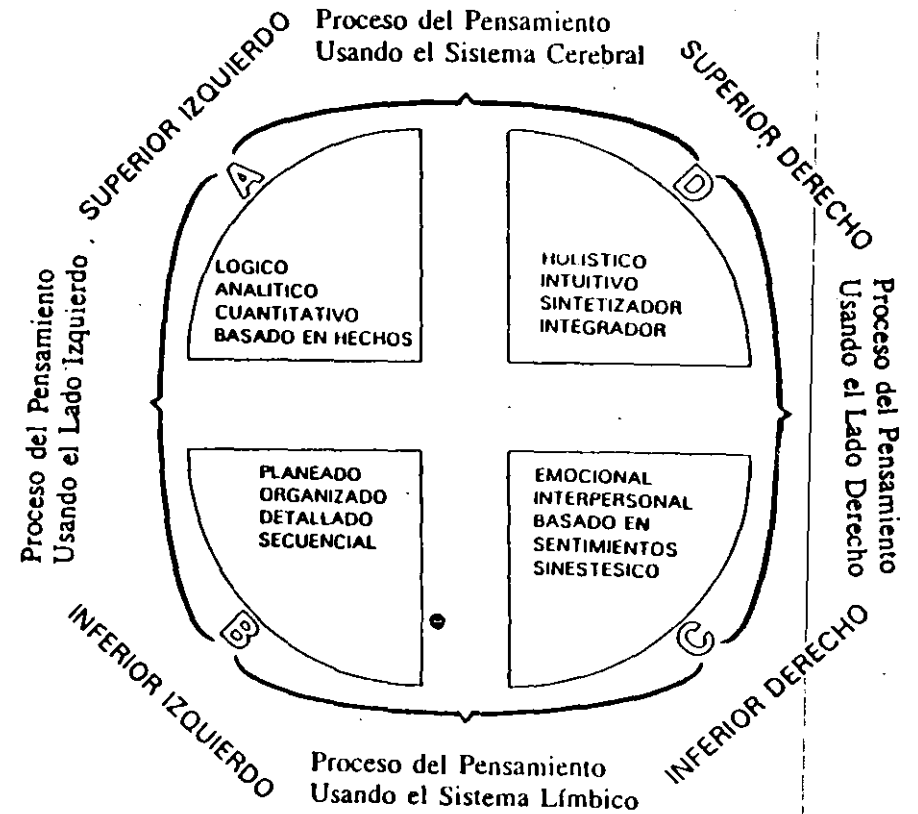 Proceso del Pensamiento
Usando el Sistema Cerebral
SUPERIOR IZQUIERDO
SUPERIOR DERECHO
A
D
LOGICO
ANALITICO
CUANTITATIVO
BASADO EN HECHOS
HOLISTICO
INTUITIVO
SINTETIZADOR
INTEGRADOR
Proceso del Pensamiento
Usando el Lado Izquierdo
Proceso del Pensamiento
Usando el Lado Derecho
PLANEADO
ORGANIZADO
DETALLADO
SECUENCIAL
EMOCIONAL
INTERPERSONAL
BASADO EN
SENTIMIENTOS
SINESTESICO
B
C
INFERIOR IZQUIERDO
INFERIOR DERECHO
Proceso del Pensamiento
Usando el Sistema Límbico